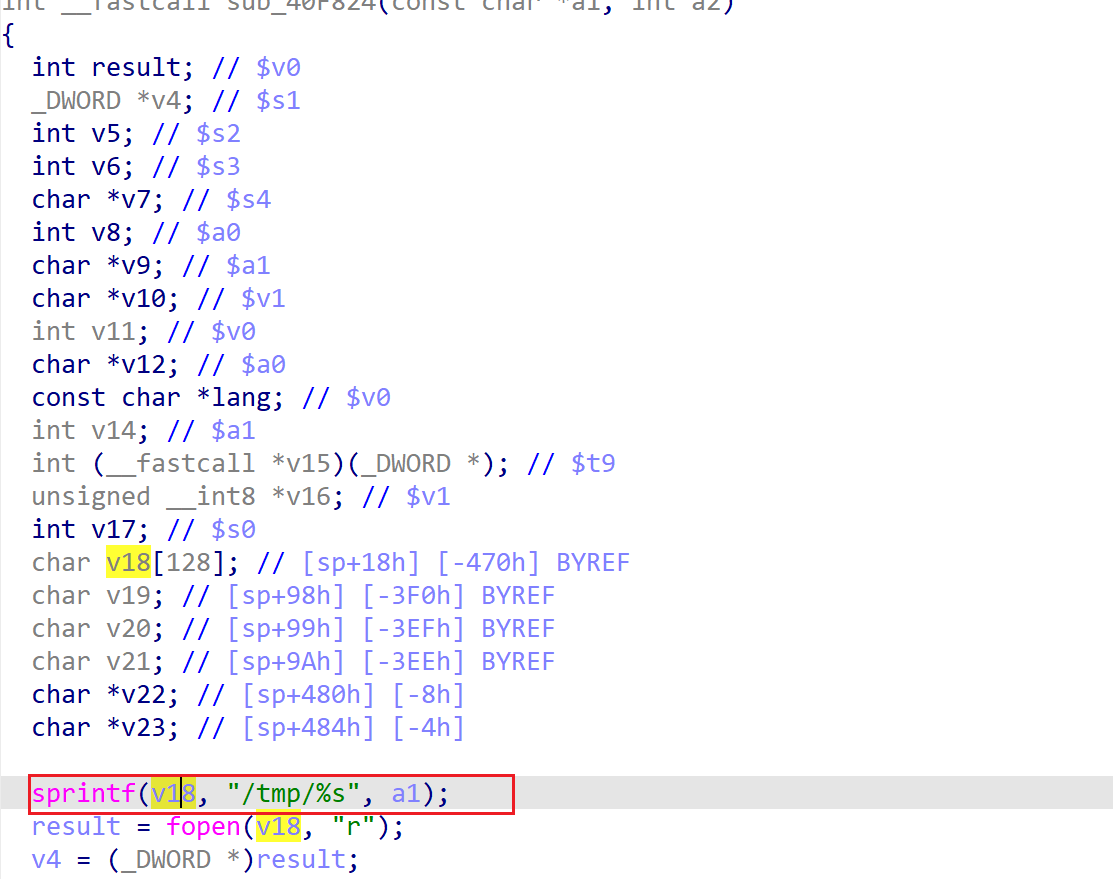 int __fastcall sub_40F824(const char *a1, int a2)
{
int result; // $v0
_DWORD *v4; // $s1
int v5; // $s2
int v6; // $s3
char *v7; // $s4
int v8; // $a0
char *v9; // $a1
char *v10; // $v1
int v11; // $v0
char *v12; // $a0
const char *lang; // $v0
int v14; // $a1
int (__fastcall *v15)(_DWORD *); // $t9
unsigned __int8 *v16; // $v1
int v17; // $s0
char v18[128]; // [sp+18h] [-470h] BYREF
char v19; // [sp+98h] [-3F0h] BYREF
char v20; // [sp+99h] [-3EFh] BYREF
char v21; // [sp+9Ah] [-3EEh] BYREF
char *v22; // [sp+480h] [-8h]
char *v23; // [sp+484h] [-4h]
sprintf(v18, "/tmp/%s", a1);
result = fopen(v18, "r");
v4 = (_DWORD *)result;